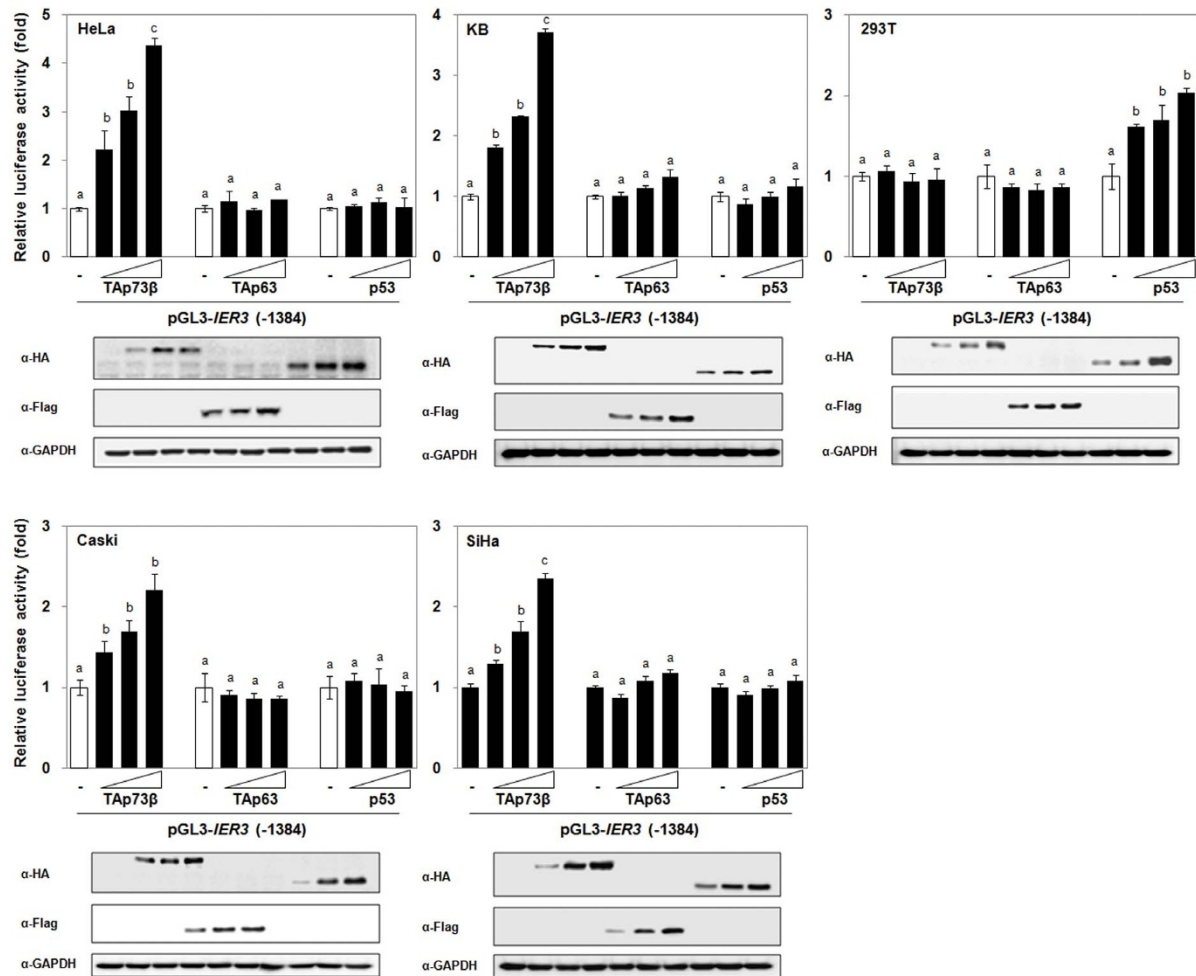 Relative luciferase activity (fold)
HeLa
5
4
3
2
1
0
a b b c a a a a a a a a
- TAp73β - TAp63 - p53
pGL3-IER3 (-1384)
α-HA
α-Flag
α-GAPDH
KB
4
3
2
1
0
a b b c a a a a a a a a
- TAp73β - TAp63 - p53
pGL3-IER3 (-1384)
α-HA
α-Flag
α-GAPDH
293T
3
2
1
0
a a a a a a a a a b b b
- TAp73β - TAp63 - p53
pGL3-IER3 (-1384)
α-HA
α-Flag
α-GAPDH
Relative luciferase activity (fold)
Caski
3
2
1
0
a b b b a a a a a a a a
- TAp73β - TAp63 - p53
pGL3-IER3 (-1384)
α-HA
α-Flag
α-GAPDH
SiHa
3
2
1
0
a b b c a a a a a a a a
- TAp73β - TAp63 - p53
pGL3-IER3 (-1384)
α-HA
α-Flag
α-GAPDH